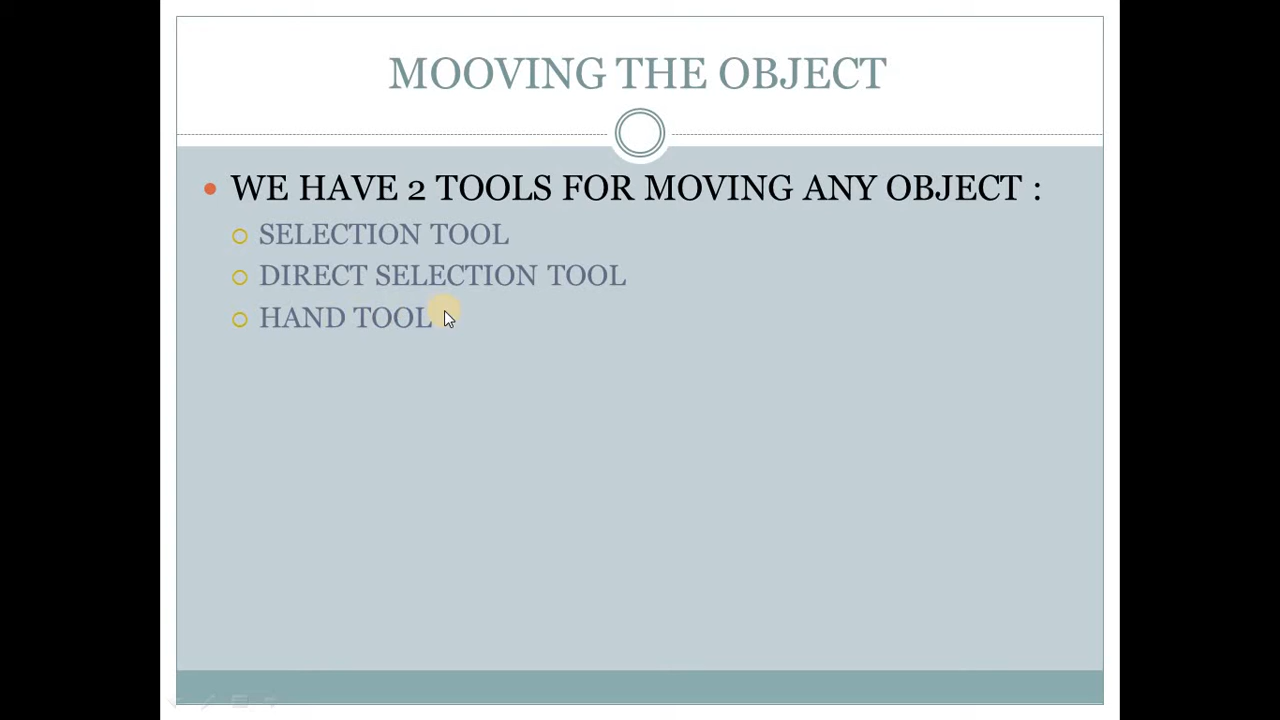 MOOVING THE OBJECT
WE HAVE 2 TOOLS FOR MOVING ANY OBJECT :
SELECTION TOOL
DIRECT SELECTION TOOL
HAND TOOL